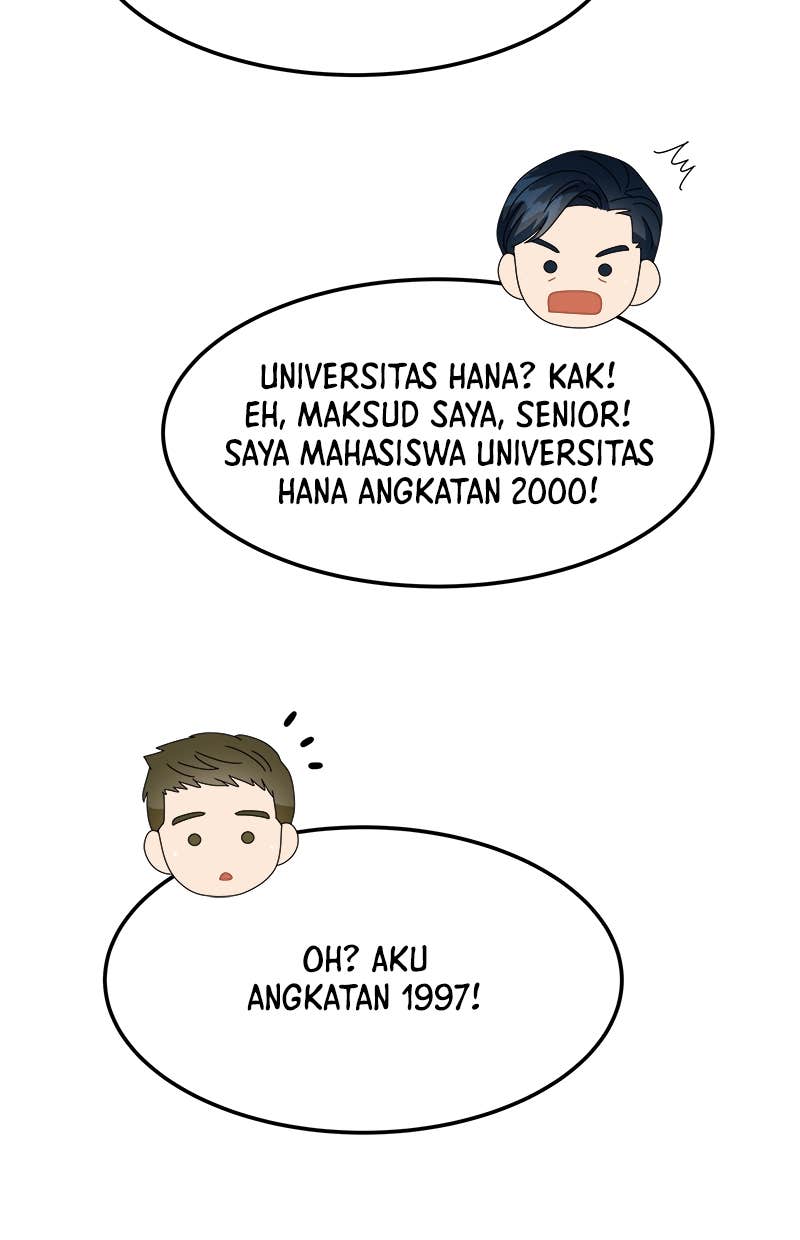 UNIVERSITAS HANA? KAK!
EH, MAKSUD SAYA, SENIOR!
SAYA MAHASISWA UNIVERSITAS
HANA ANGKATAN 2000!
OH? AKU
ANGKATAN 1997!